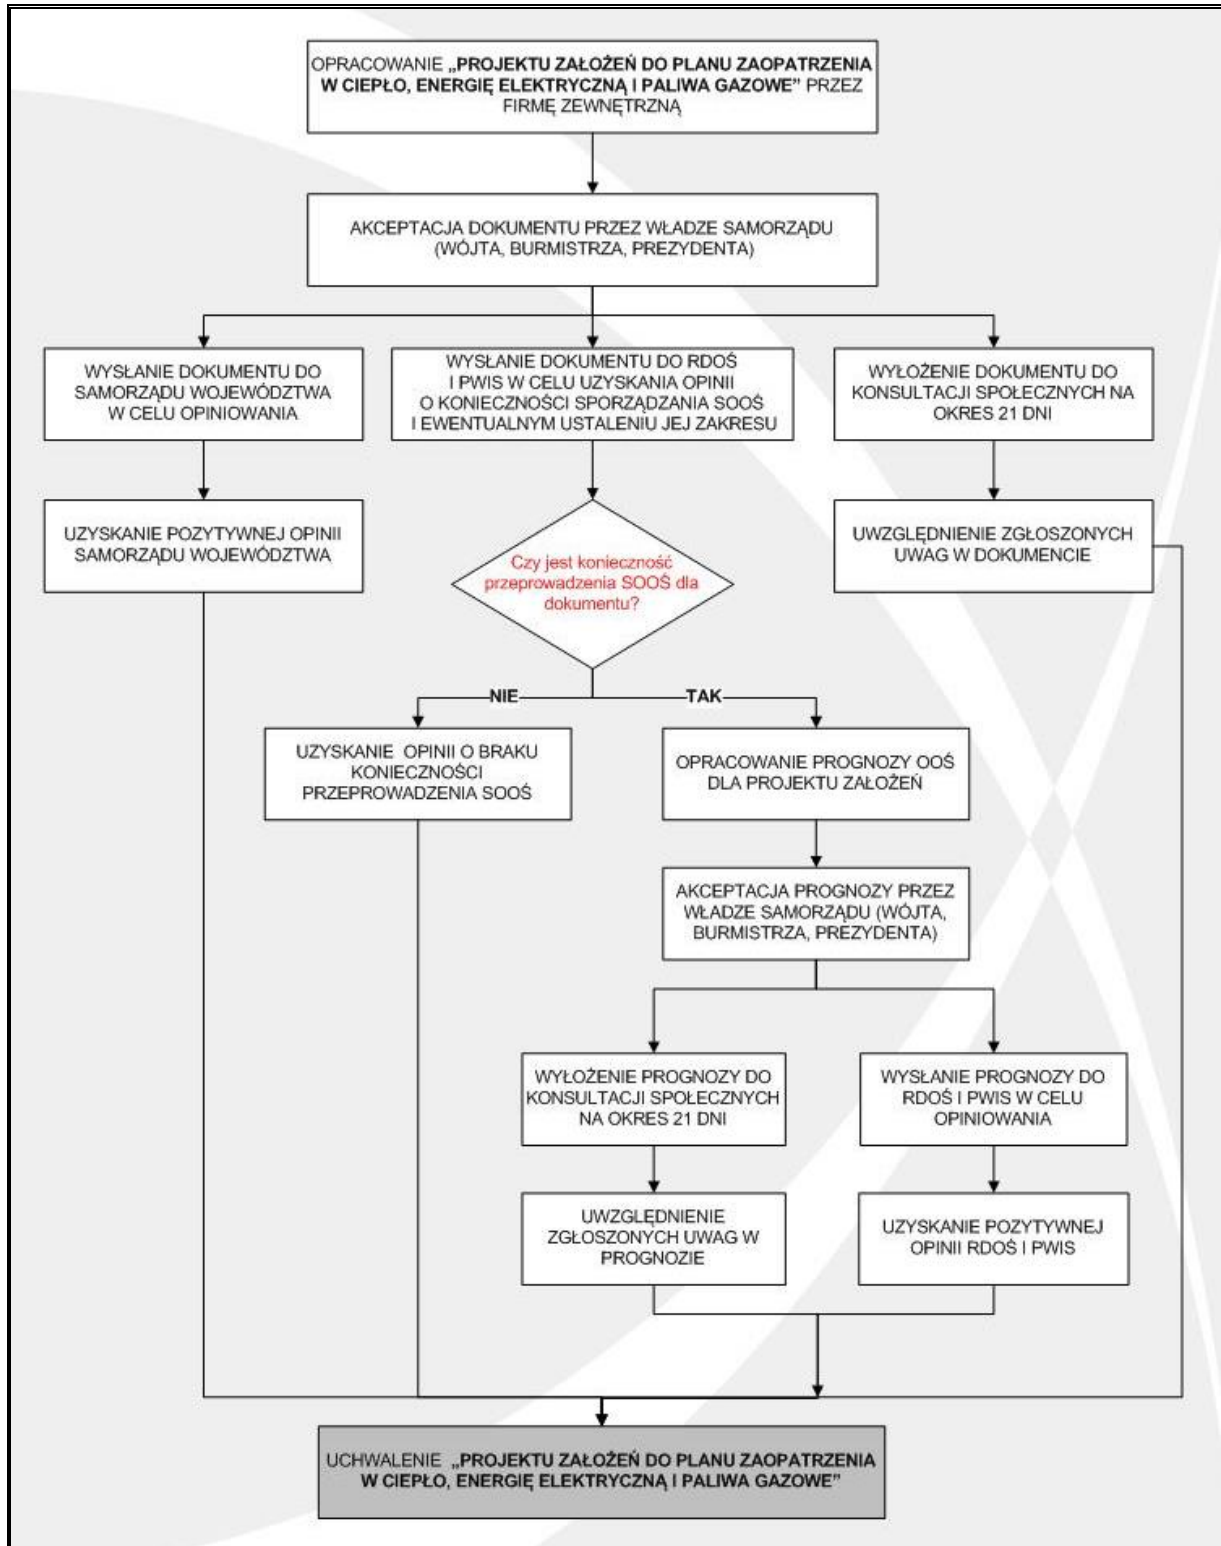 OPRACOWANIE „PROJEKTU ZAŁOŻEŃ DO PLANU ZAOPATRZENIA
W CIEPŁO, ENERGIĘ ELEKTRYCZNĄ I PALIWA GAZOWE” PRZEZ
FIRMĘ ZEWNĘTRZNĄ
AKCEPTACJA DOKUMENTU PRZEZ WŁADZE SAMORZĄDU
(WÓJTA, BURMISTRZA, PREZYDENTA)
WYSŁANIE DOKUMENTU DO
SAMORZĄDU WOJEWÓDZTWA
W CELU OPINIOWANIA
WYSŁANIE DOKUMENTU DO RDOŚ
I PWIS W CELU UZYSKANIA OPINII
O KONIECZNOŚCI SPORZĄDZANIA SOOŚ
I EWENTUALNYM USTALENIU JEJ ZAKRESU
WYŁOŻENIE DOKUMENTU DO
KONSULTACJI SPOŁECZNYCH NA
OKRES 21 DNI
UZYSKANIE POZYTYWNEJ OPINII
SAMORZĄDU WOJEWÓDZTWA
Czy jest konieczność
przeprowadzenia SOOŚ dla
dokumentu?
UWZGLĘDNIENIE ZGŁOSZONYCH
UWAG W DOKUMENCIE
NIE
TAK
UZYSKANIE OPINII O BRAKU
KONIECZNOŚCI
PRZEPROWADZENIA SOOŚ
OPRACOWANIE PROGNOZY OOŚ
DLA PROJEKTU ZAŁOŻEŃ
AKCEPTACJA PROGNOZY PRZEZ
WŁADZE SAMORZĄDU (WÓJTA,
BURMISTRZA, PREZYDENTA)
WYŁOŻENIE PROGNOZY DO
KONSULTACJI SPOŁECZNYCH
NA OKRES 21 DNI
WYSŁANIE PROGNOZY DO
RDOŚ I PWIS W CELU
OPINIOWANIA
UWZGLĘDNIENIE
ZGŁOSZONYCH UWAG W
PROGNOZIE
UZYSKANIE POZYTYWNEJ
OPINII RDOŚ I PWIS
UCHWALENIE „PROJEKTU ZAŁOŻEŃ DO PLANU ZAOPATRZENIA
W CIEPŁO, ENERGIĘ ELEKTRYCZNĄ I PALIWA GAZOWE”